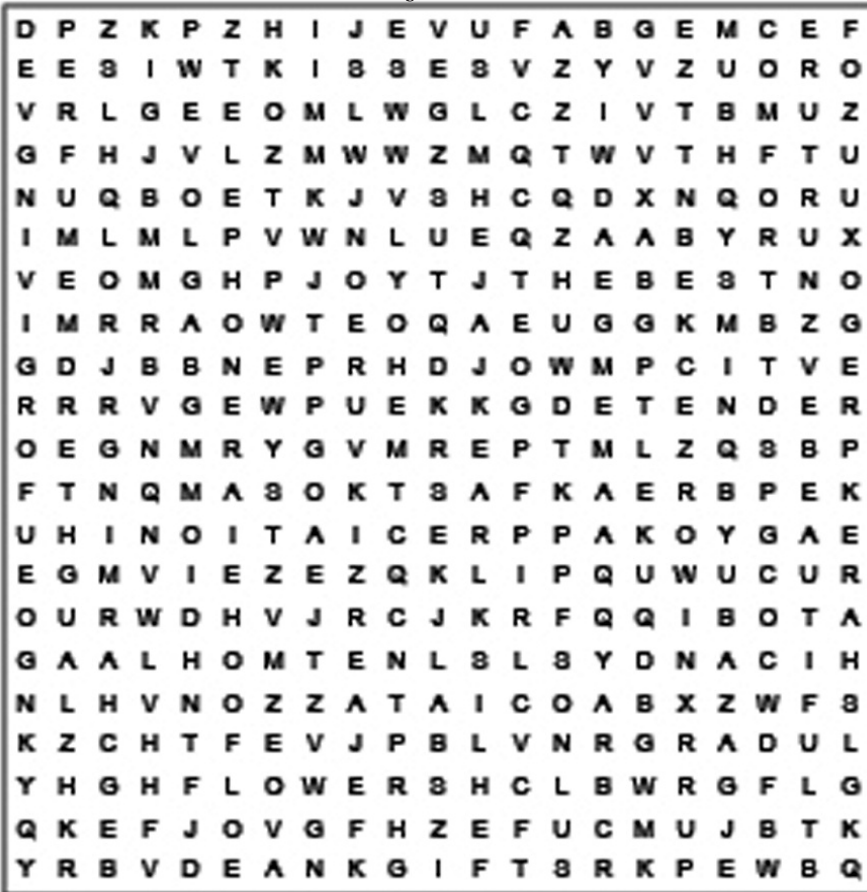 D P Z K P Z H I J E V U F A B G E M C E F
E E S I W T K I S S E S V Z Y V Z U O R O
V R L G E E O M L W G L C Z I V T B M U Z
G F H J V L Z M W W Z M Q T W V T H F T U
N U Q B O E T K J V S H C Q D X N Q O R U
I M L M L P V W N L U E Q Z A A B Y R U X
V E O M G H P J O Y T J T H E B E S T N O
I M R R A O W T E O Q A E U G G K M B Z G
G D J B B N E P R H D J O W M P C I T V E
R R R V G E W P U E K K G D E T E N D E R
O E G N M R Y G V M R E P T M L Z Q S B P
F T N Q M A S O K T S A F K A E R B P E K
U H I N O I T A I C E R P P A K O Y G A E
E G M V I E Z E Z Q K L I P Q U W U C U R
O U R W D H V J R C J K R F Q Q I B O T A
G A A L H O M T E N L S L S Y D N A C I H
N L H V N O Z Z A T A I C O A B X Z W F S
K Z C H T F E V J P B L V N R G R A D U L
Y H G H F L O W E R S H C L B W R G F L G
Q K E F J O V G F H Z E F U C M U J B T K
Y R B V D E A N K G I F T S R K P E W B Q